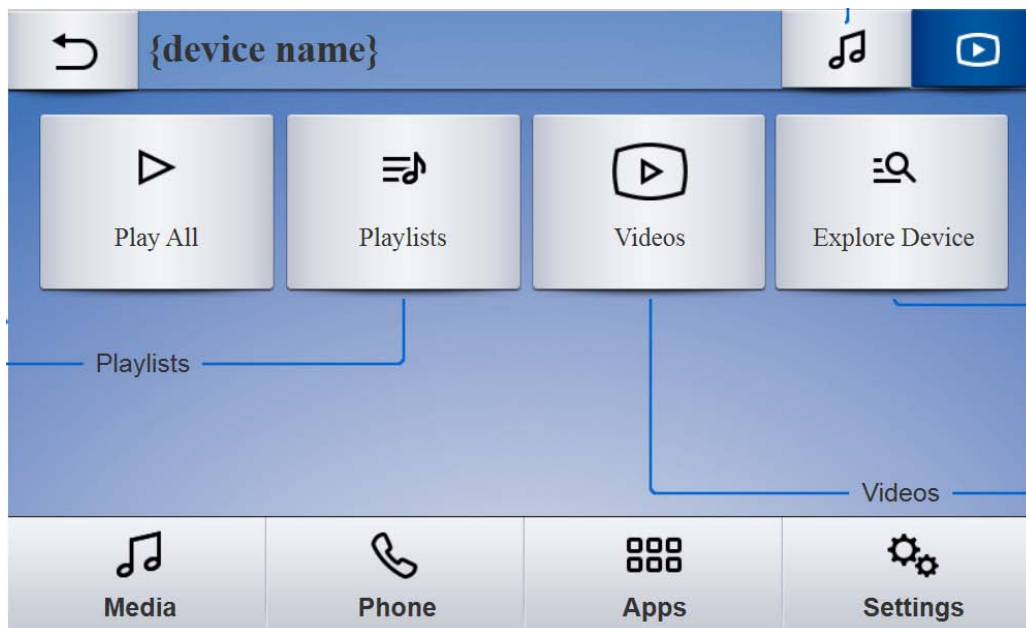 {device name}
Play All
Playlists
Videos
Explore Device
Playlists
Videos
Media
Phone
Apps
Settings